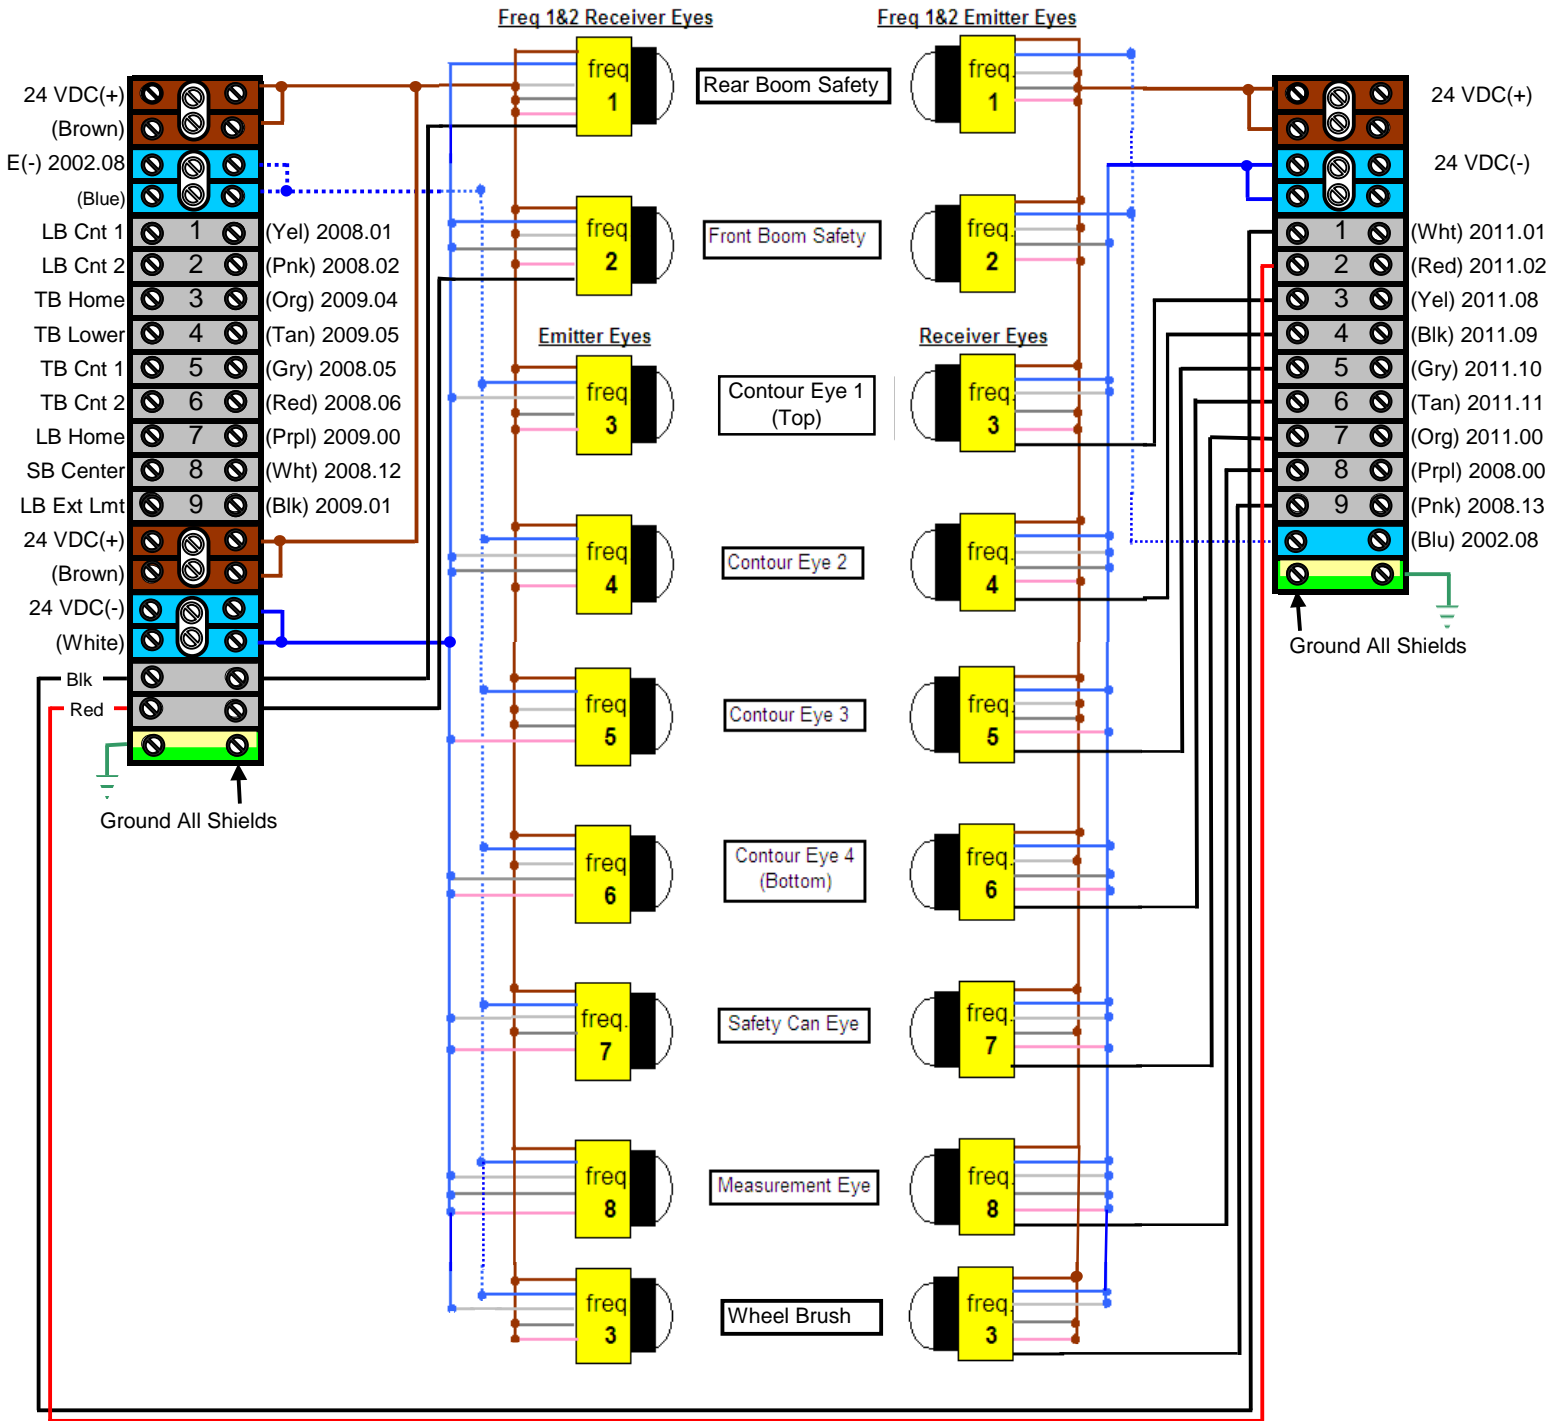 Freq 1&2 Receiver Eyes
Freq 1&2 Emitter Eyes
24 VDC(+)
(Brown)
E(-) 2002.08
(Blue)
LB Cnt 1 1 (Yel) 2008.01
LB Cnt 2 2 (Pnk) 2008.02
TB Home 3 (Org) 2009.04
TB Lower 4 (Tan) 2009.05
TB Cnt 1 5 (Gry) 2008.05
TB Cnt 2 6 (Red) 2008.06
LB Home 7 (Prpl) 2009.00
SB Center 8 (Wht) 2008.12
LB Ext Lmt 9 (Blk) 2009.01
24 VDC(+)
(Brown)
24 VDC(-)
(White)
Blk
Red
Ground All Shields
freq
1
Rear Boom Safety
freq.
1
freq
2
Front Boom Safety
freq
2
Emitter Eyes
Receiver Eyes
freq
3
Contour Eye 1
(Top)
freq.
3
freq
4
Contour Eye 2
freq.
4
freq
5
Contour Eye 3
freq.
5
freq
6
Contour Eye 4
(Bottom)
freq.
6
freq.
7
Safety Can Eye
freq.
7
freq
8
Measurement Eye
freq.
8
freq
3
Wheel Brush
freq.
3
24 VDC(+)
24 VDC(-)
1 (Wht) 2011.01
2 (Red) 2011.02
3 (Yel) 2011.08
4 (Blk) 2011.09
5 (Gry) 2011.10
6 (Tan) 2011.11
7 (Org) 2011.00
8 (Prpl) 2008.00
9 (Pnk) 2008.13
(Blu) 2002.08
Ground All Shields